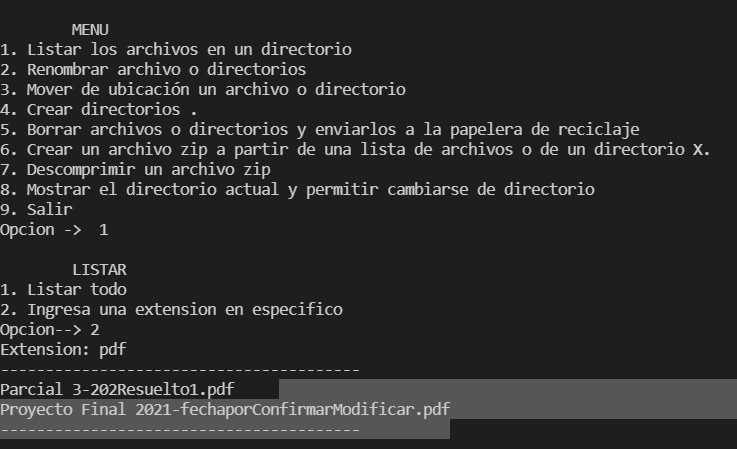 MENU
1. Listar los archivos en un directorio
2. Renombrar archivo o directorios
3. Mover de ubicación un archivo o directorio
4. Crear directorios .
5. Borrar archivos o directorios y enviarlos a la papelera de reciclaje
6. Crear un archivo zip a partir de una lista de archivos o de un directorio X.
7. Descomprimir un archivo zip
8. Mostrar el directorio actual y permitir cambiarse de directorio
9. Salir
Opcion ->  1
LISTAR
1. Listar todo
2. Ingresa una extension en especifico
Opcion--> 2
Extension: pdf
----------------------------------------
Parcial 3-202Resuelto1.pdf
Proyecto Final 2021-fechaporConfirmarModificar.pdf
----------------------------------------